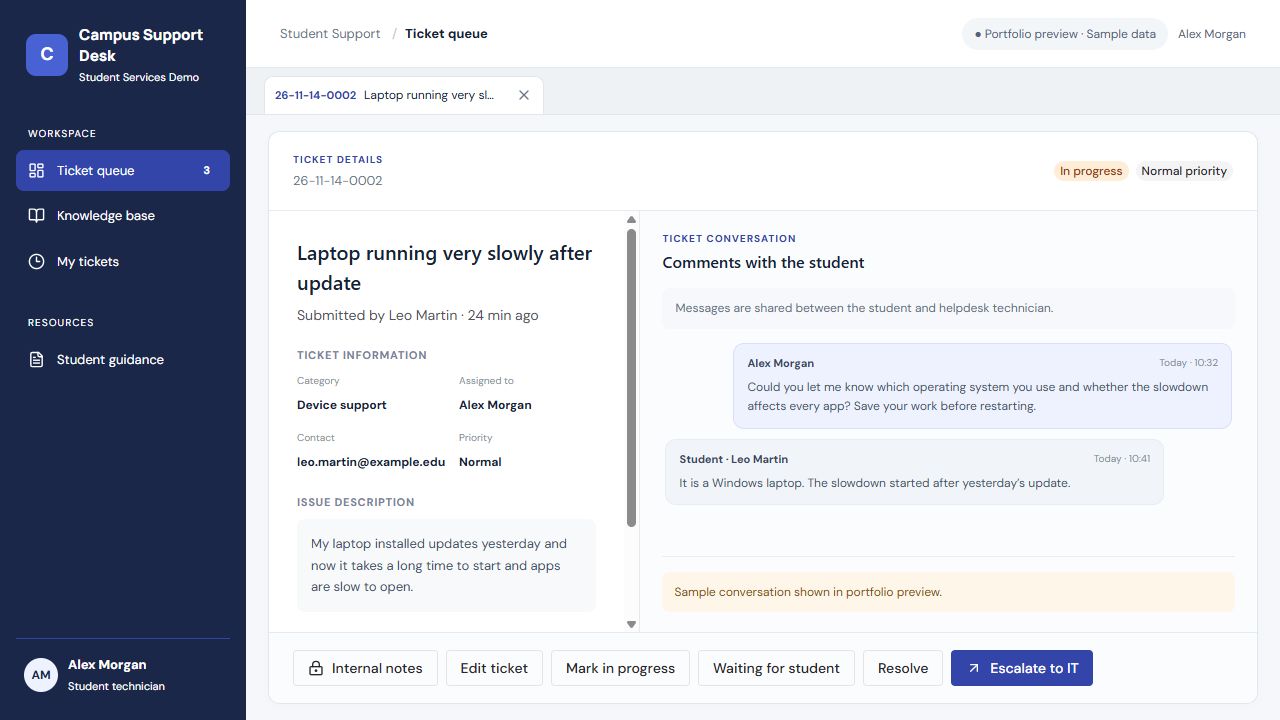 C
Campus Support
Desk
Student Services Demo
WORKSPACE
Ticket queue 3
Knowledge base
My tickets
RESOURCES
Student guidance
AM
Alex Morgan
Student technician
Student Support / Ticket queue
● Portfolio preview · Sample data
Alex Morgan
26-11-14-0002 Laptop running very sl…
TICKET DETAILS
26-11-14-0002
In progress
Normal priority
Laptop running very slowly after
update
Submitted by Leo Martin · 24 min ago
TICKET INFORMATION
Category Assigned to
Device support Alex Morgan
Contact Priority
leo.martin@example.edu Normal
ISSUE DESCRIPTION
My laptop installed updates yesterday and
now it takes a long time to start and apps
are slow to open.
TICKET CONVERSATION
Comments with the student
Messages are shared between the student and helpdesk technician.
Alex Morgan Today · 10:32
Could you let me know which operating system you use and whether the slowdown
affects every app? Save your work before restarting.
Student · Leo Martin Today · 10:41
It is a Windows laptop. The slowdown started after yesterday’s update.
Sample conversation shown in portfolio preview.
Internal notes
Edit ticket
Mark in progress
Waiting for student
Resolve
Escalate to IT